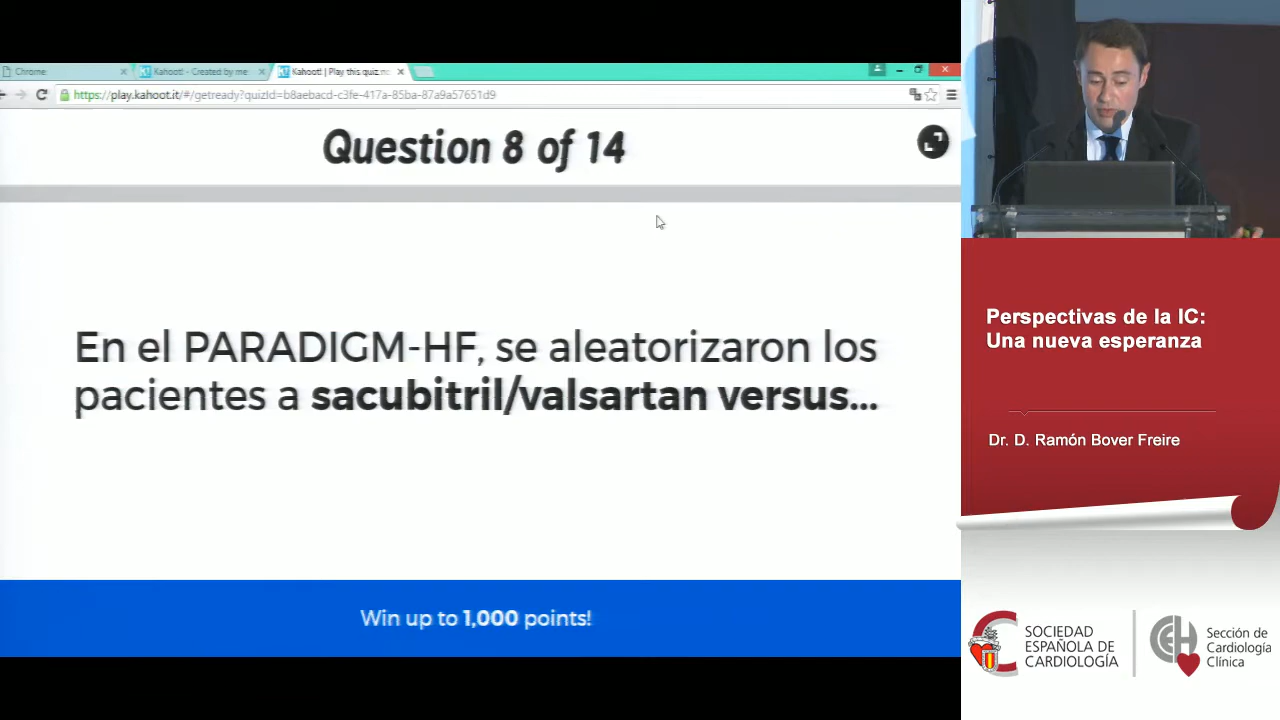 Chrome
Kahoot! - Created by me
Kahoot! | Play this quiz no
https://play.kahoot.it/#/getready?quizId=b8aebacd-c3fe-417a-85ba-87a9a57651d9
Question 8 of 14
En el PARADIGM-HF, se aleatorizaron los
pacientes a sacubitril/valsartan versus...
Win up to 1,000 points!
Perspectivas de la IC:
Una nueva esperanza
Dr. D. Ramón Bover Freire
SOCIEDAD
ESPAÑOLA DE
CARDIOLOGÍA
Sección de
Cardiología
Clínica